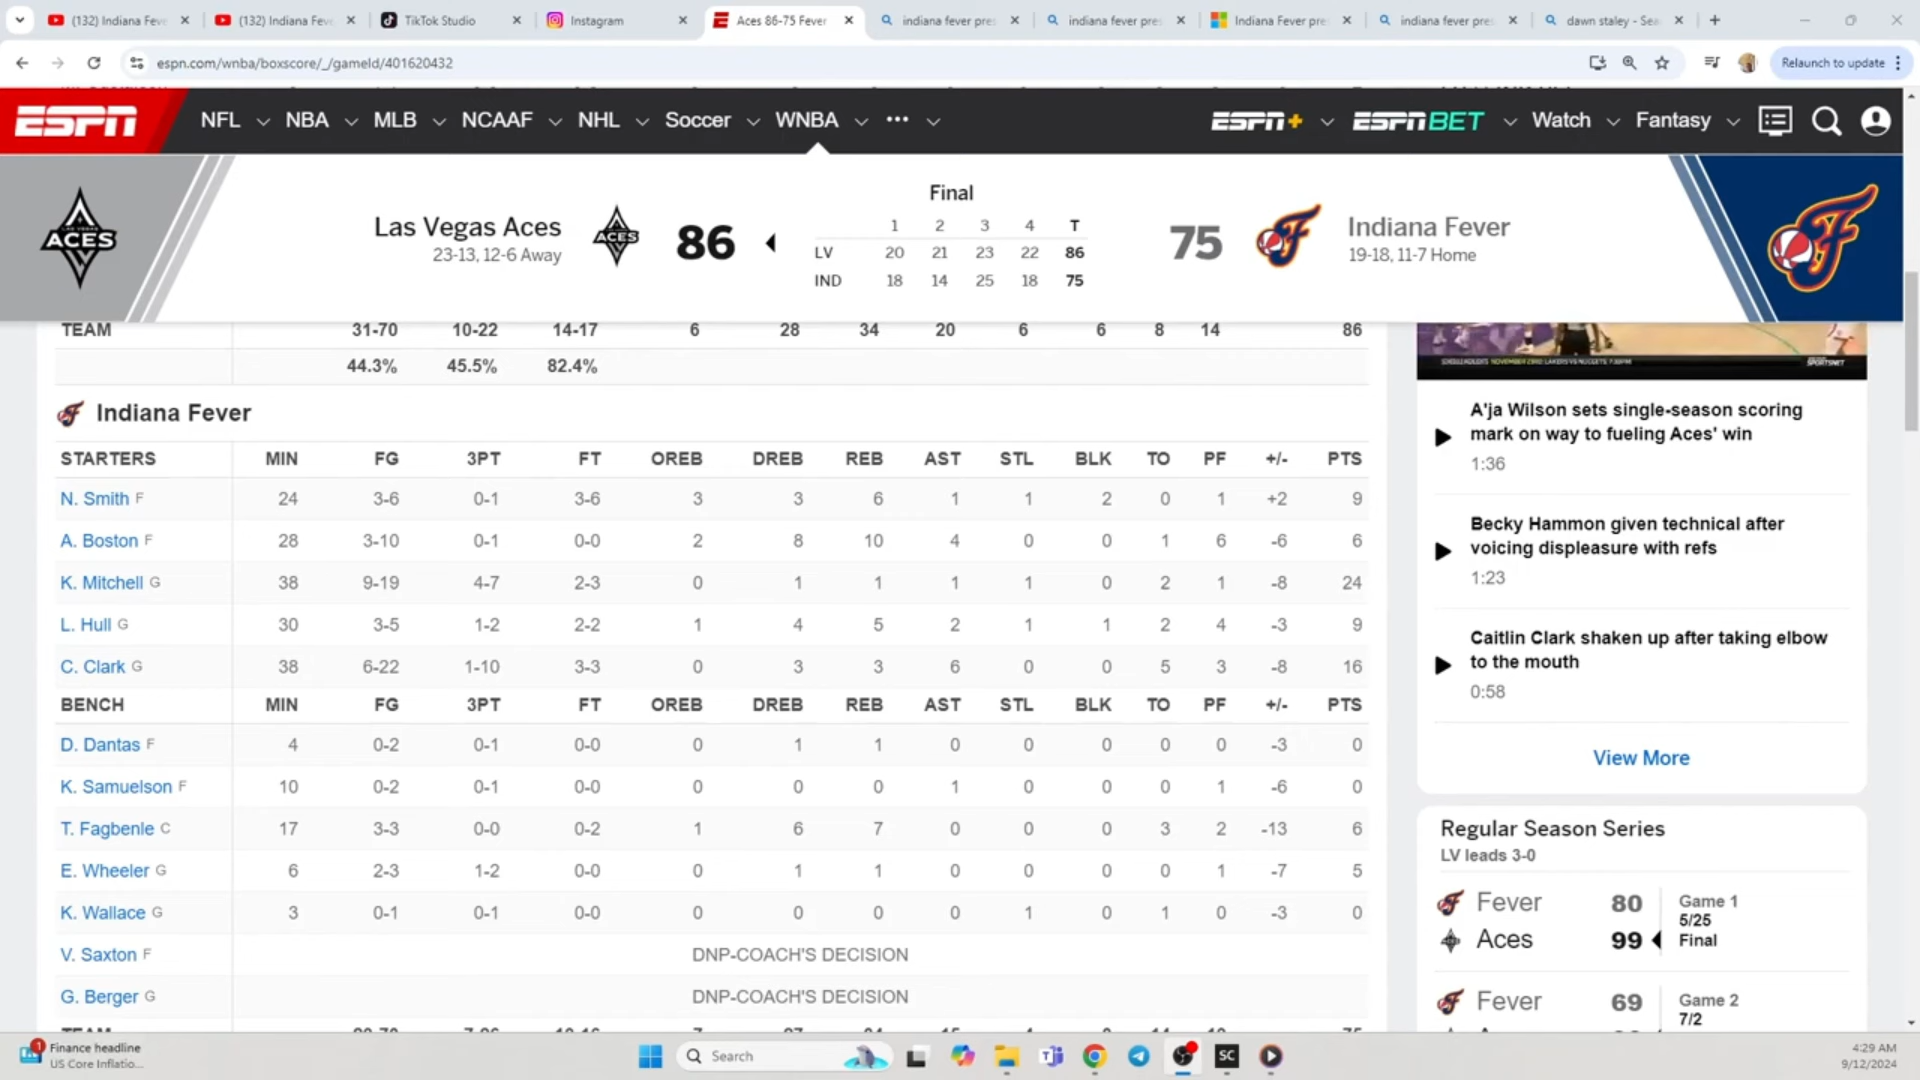 (132) Indiana Feve
(132) Indiana Feve
TikTok Studio
Instagram
Aces 86-75 Fever
indiana fever pres
indiana fever pres
Indiana Fever pre
indiana fever pres
dawn staley - Sea
espn.com/wnba/boxscore/_/gameId/401620432
Relaunch to update
ESPN
NFL
NBA
MLB
NCAAF
NHL
Soccer
WNBA
ESPN+
ESPN BET
Watch
Fantasy
ACES
Las Vegas Aces
23-13, 12-6 Away
ACES
86
Final
1 2 3 4 T
LV 20 21 23 22 86
IND 18 14 25 18 75
75
Indiana Fever
19-18, 11-7 Home
TEAM 31-70 10-22 14-17 6 28 34 20 6 6 8 14 86
44.3% 45.5% 82.4%
Indiana Fever
STARTERS MIN FG 3PT FT OREB DREB REB AST STL BLK TO PF +/- PTS
N. Smith F 24 3-6 0-1 3-6 3 3 6 1 1 2 0 1 +2 9
A. Boston F 28 3-10 0-1 0-0 2 8 10 4 0 0 1 6 -6 6
K. Mitchell G 38 9-19 4-7 2-3 0 1 1 1 1 0 2 1 -8 24
L. Hull G 30 3-5 1-2 2-2 1 4 5 2 1 1 2 4 -3 9
C. Clark G 38 6-22 1-10 3-3 0 3 3 6 0 0 5 3 -8 16
BENCH MIN FG 3PT FT OREB DREB REB AST STL BLK TO PF +/- PTS
D. Dantas F 4 0-2 0-1 0-0 0 1 1 0 0 0 0 0 -3 0
K. Samuelson F 10 0-2 0-1 0-0 0 0 0 1 0 0 0 1 -6 0
T. Fagbenle C 17 3-3 0-0 0-2 1 6 7 0 0 0 3 2 -13 6
E. Wheeler G 6 2-3 1-2 0-0 0 1 1 0 0 0 0 1 -7 5
K. Wallace G 3 0-1 0-1 0-0 0 0 0 0 1 0 1 0 -3 0
V. Saxton F DNP-COACH'S DECISION
G. Berger G DNP-COACH'S DECISION
A'ja Wilson sets single-season scoring
mark on way to fueling Aces' win
1:36
Becky Hammon given technical after
voicing displeasure with refs
1:23
Caitlin Clark shaken up after taking elbow
to the mouth
0:58
View More
Regular Season Series
LV leads 3-0
Fever 80
Aces 99
Game 1
5/25
Final
Fever 69
Game 2
7/2
1
Finance headline
US Core Inflatio...
Search
SC
4:29 AM
9/12/2024